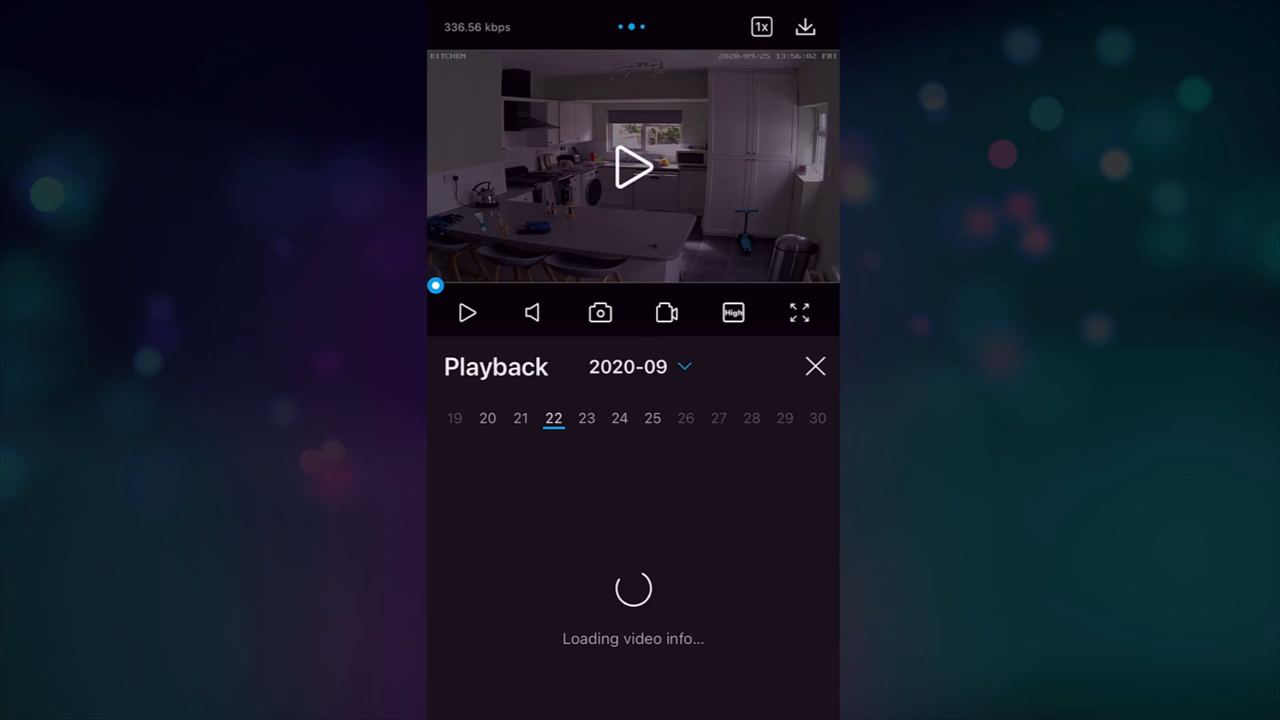 336.56 kbps
1x
KITCHEN
2020/09/25 13:56:02 FRI
High
Playback
2020-09
19 20 21 22 23 24 25 26 27 28 29 30
Loading video info...